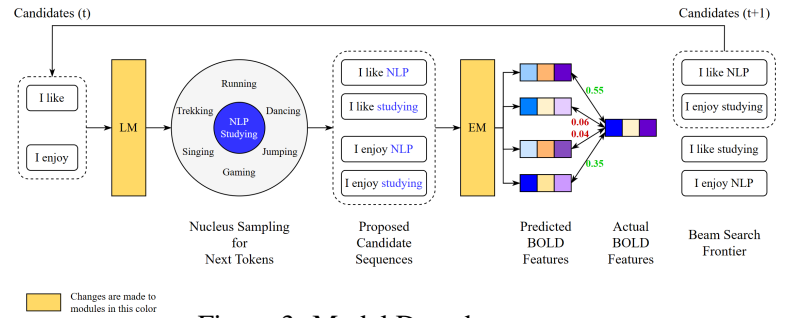 Candidates (t)
Candidates (t+1)
I like
I enjoy
LM
Running
Trekking
Dancing
NLP
Studying
Singing
Jumping
Gaming
I like NLP
I like studying
I enjoy NLP
I enjoy studying
EM
0.55
0.06
0.04
0.35
I like NLP
I enjoy studying
I like studying
I enjoy NLP
Nucleus Sampling
for
Next Tokens
Proposed
Candidate
Sequences
Predicted
BOLD
Features
Actual
BOLD
Features
Beam Search
Frontier
Changes are made to
modules in this color